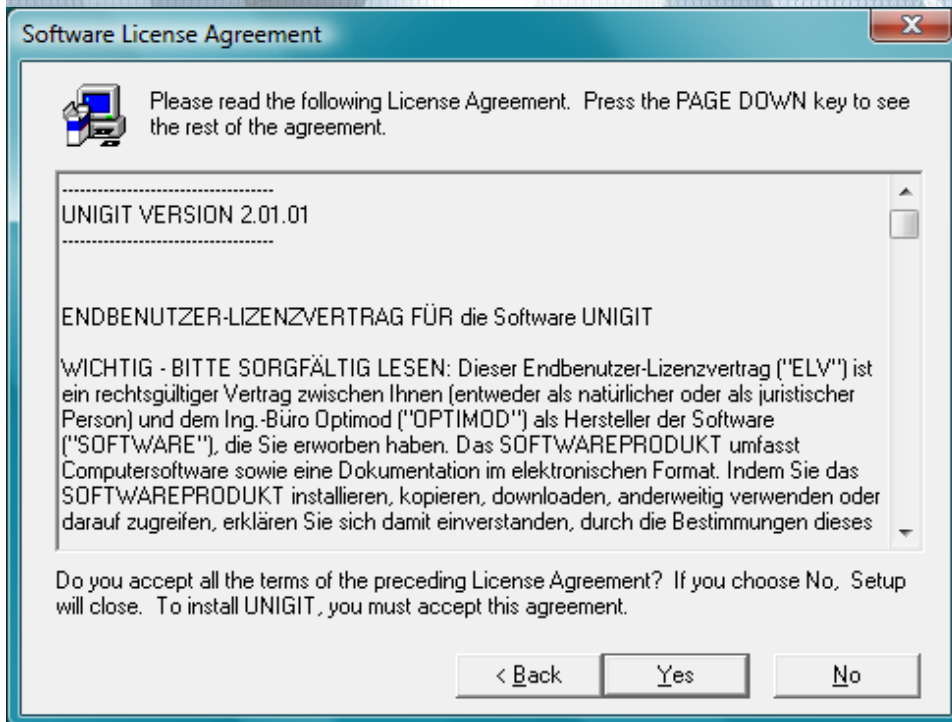 Software License Agreement
Please read the following License Agreement.  Press the PAGE DOWN key to see
the rest of the agreement.
------------------------------------
UNIGIT VERSION 2.01.01
------------------------------------
ENDBENUTZER-LIZENZVERTRAG FÜR die Software UNIGIT
WICHTIG - BITTE SORGFÄLTIG LESEN: Dieser Endbenutzer-Lizenzvertrag ("ELV") ist
ein rechtsgültiger Vertrag zwischen Ihnen (entweder als natürlicher oder als juristischer
Person) und dem Ing.-Büro Optimod ("OPTIMOD") als Hersteller der Software
("SOFTWARE"), die Sie erworben haben. Das SOFTWAREPRODUKT umfasst
Computersoftware sowie eine Dokumentation im elektronischen Format. Indem Sie das
SOFTWAREPRODUKT installieren, kopieren, downloaden, anderweitig verwenden oder
darauf zugreifen, erklären Sie sich damit einverstanden, durch die Bestimmungen dieses
Do you accept all the terms of the preceding License Agreement?  If you choose No,  Setup
will close.  To install UNIGIT, you must accept this agreement.
< Back
Yes
No